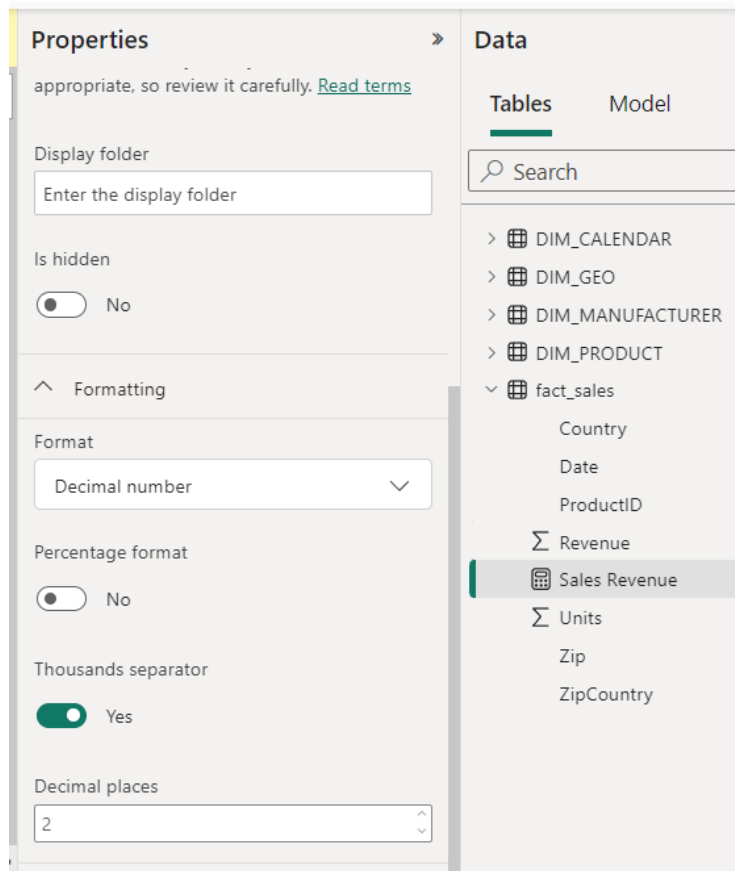 Properties
appropriate, so review it carefully. Read terms
Display folder
Enter the display folder
Is hidden
No
Formatting
Format
Decimal number
Percentage format
No
Thousands separator
Yes
Decimal places
2
Data
Tables Model
Search
DIM_CALENDAR
DIM_GEO
DIM_MANUFACTURER
DIM_PRODUCT
fact_sales
Country
Date
ProductID
Revenue
Sales Revenue
Units
Zip
ZipCountry